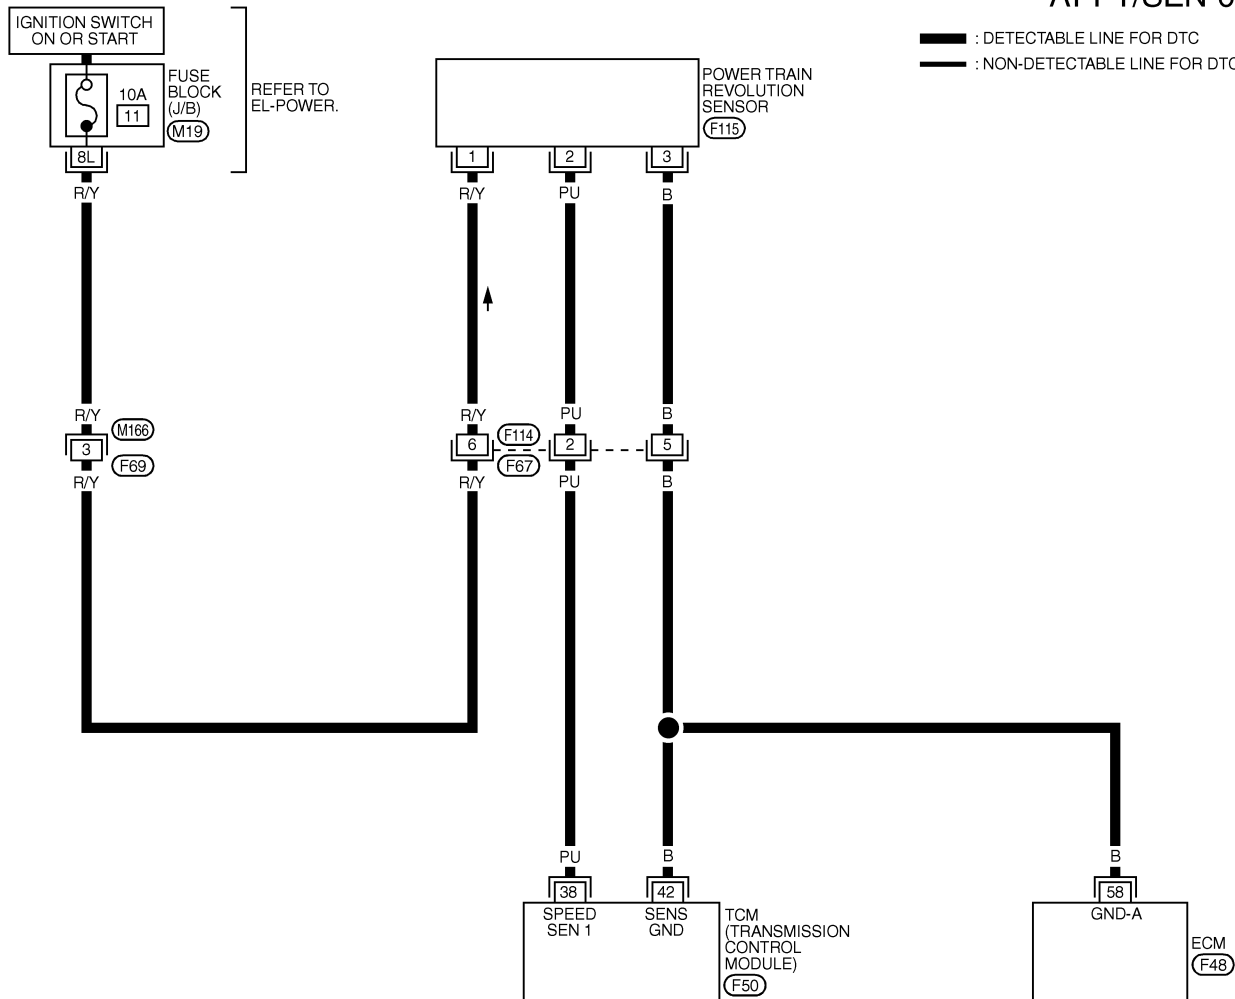 IGNITION SWITCH
ON OR START
10A
11
FUSE
BLOCK
(J/B)
M19
REFER TO
EL-POWER.
8L
R/Y
POWER TRAIN
REVOLUTION
SENSOR
F115
: DETECTABLE LINE FOR DTC
: NON-DETECTABLE LINE FOR DTC
1
2
3
R/Y
PU
B
R/Y
M166
3
F69
R/Y
R/Y
PU
B
6
F114
2
5
F67
R/Y
PU
B
PU
B
B
38
42
58
SPEED
SEN 1
SENS
GND
GND-A
TCM
(TRANSMISSION
CONTROL
MODULE)
F50
ECM
F48